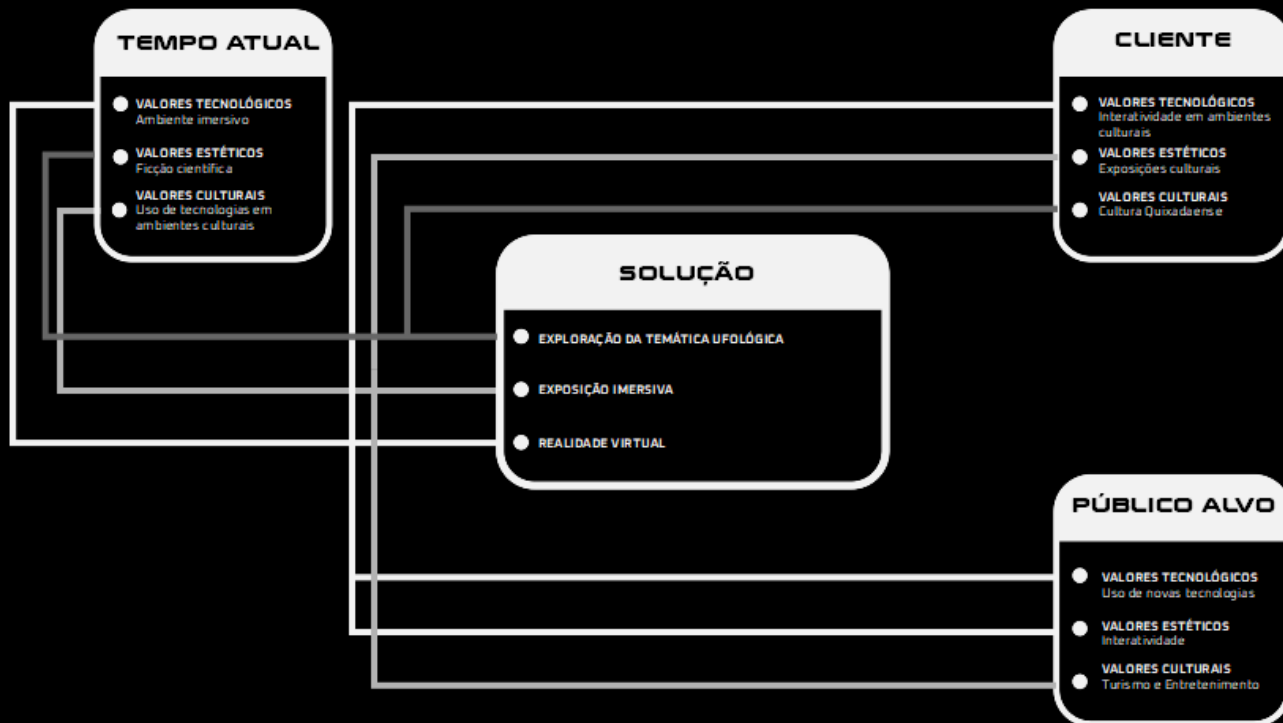 TEMPO ATUAL
VALORES TECNOLÓGICOS
Ambiente imersivo
VALORES ESTÉTICOS
Ficção científica
VALORES CULTURAIS
Uso de tecnologias em
ambientes culturais
CLIENTE
VALORES TECNOLÓGICOS
Interatividade em ambientes
culturais
VALORES ESTÉTICOS
Exposições culturais
VALORES CULTURAIS
Cultura Quixadaense
SOLUÇÃO
EXPLORAÇÃO DA TEMÁTICA UFOLÓGICA
EXPOSIÇÃO IMERSIVA
REALIDADE VIRTUAL
PÚBLICO ALVO
VALORES TECNOLÓGICOS
Uso de novas tecnologias
VALORES ESTÉTICOS
Interatividade
VALORES CULTURAIS
Turismo e Entretenimento